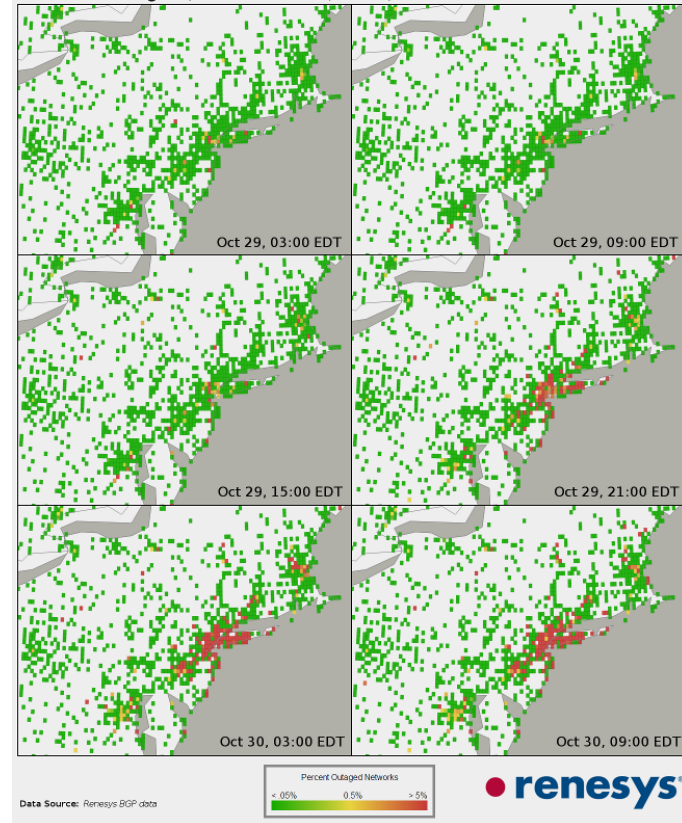 Oct 29, 03:00 EDT
Oct 29, 09:00 EDT
Oct 29, 15:00 EDT
Oct 29, 21:00 EDT
Oct 30, 03:00 EDT
Oct 30, 09:00 EDT
Percent Outaged Networks
< .05% 0.5% > 5%
Data Source: Renesys BGP data
renesys